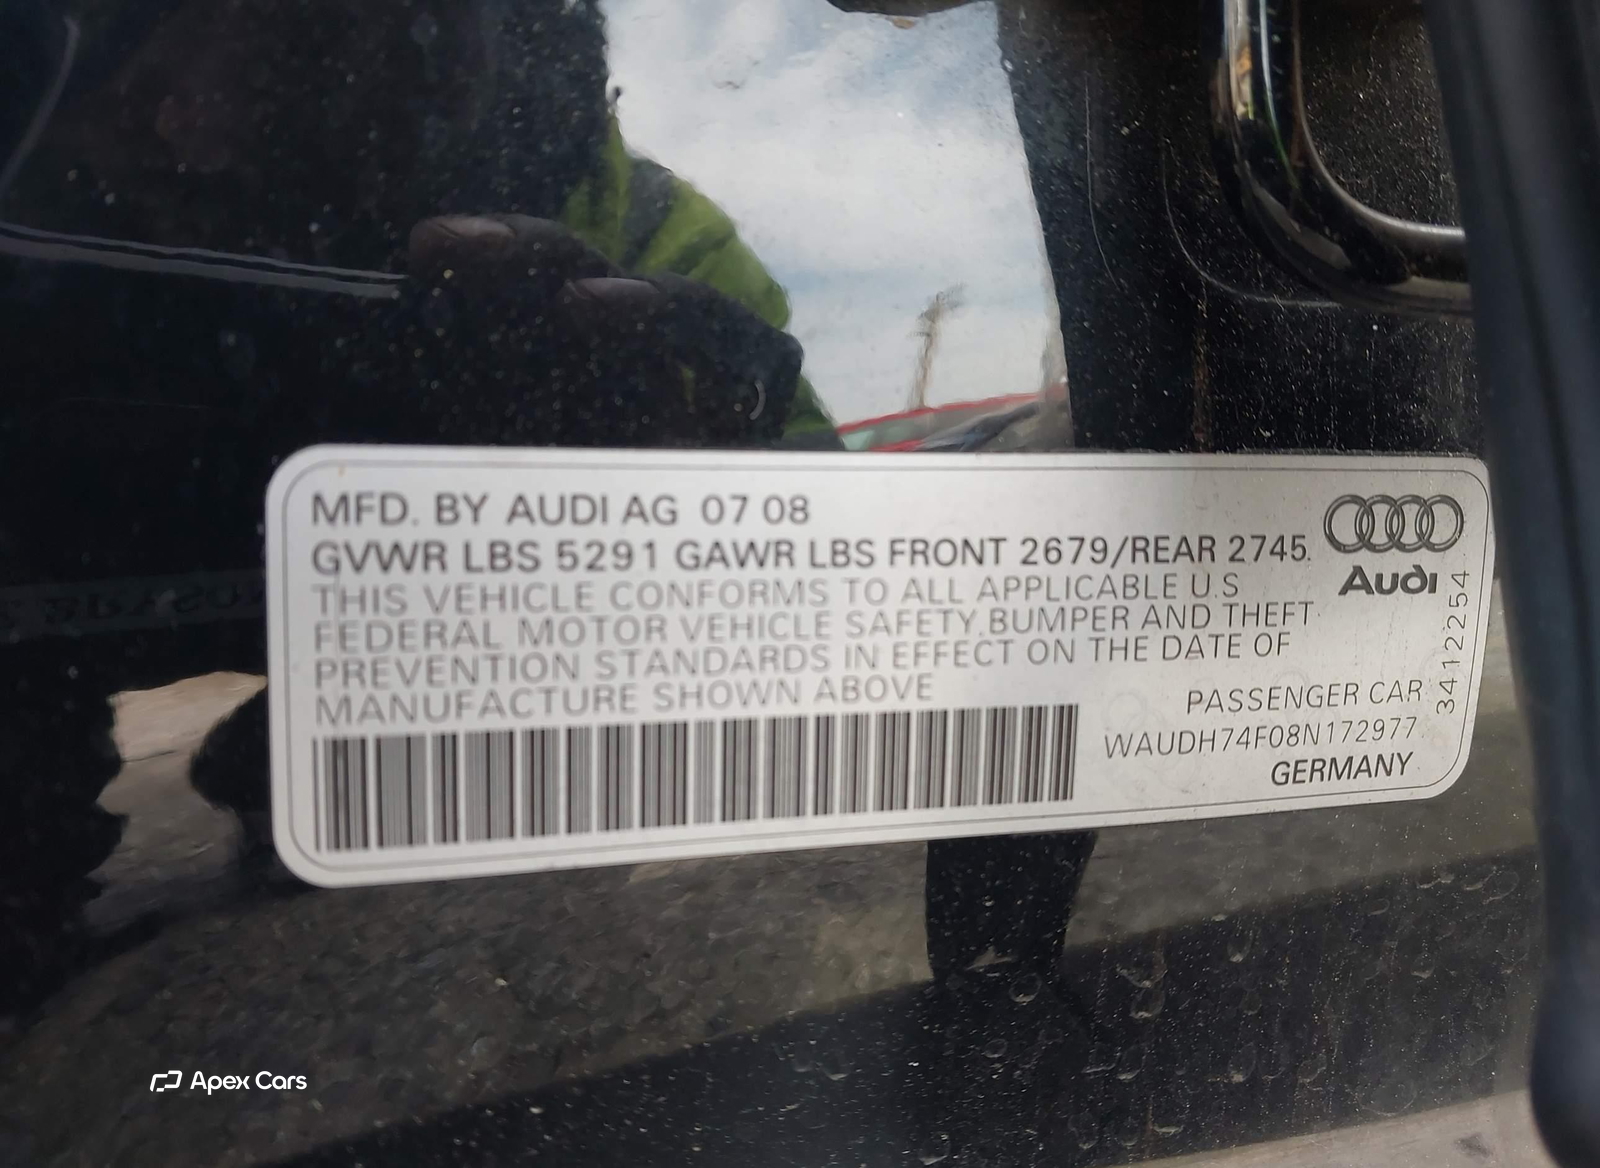 MFD. BY AUDI AG 07 08
GVWR LBS 5291 GAWR LBS FRONT 2679/REAR 2745.
THIS VEHICLE CONFORMS TO ALL APPLICABLE U.S
FEDERAL MOTOR VEHICLE SAFETY, BUMPER AND THEFT
PREVENTION STANDARDS IN EFFECT ON THE DATE OF
MANUFACTURE SHOWN ABOVE
Audi
3412254
PASSENGER CAR
WAUDH74F08N172977
GERMANY
Apex Cars